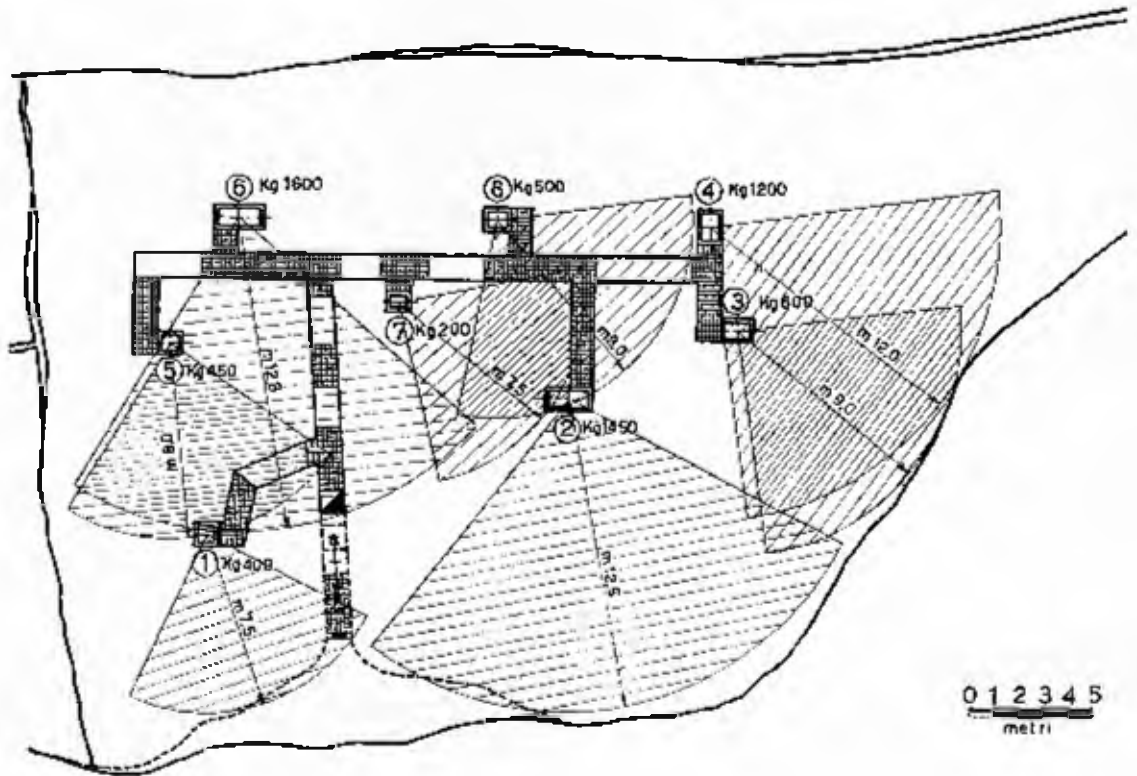 6 Kg 1600
8 Kg 500
4 Kg 1200
3 Kg 600
7 Kg 200
5 Kg 450
m 12.8
m 7.5
m 8.0
m 12.0
m 9.0
2 Kg 1450
m 8.0
1 Kg 400
m 7.5
0 1 2 3 4 5
metri